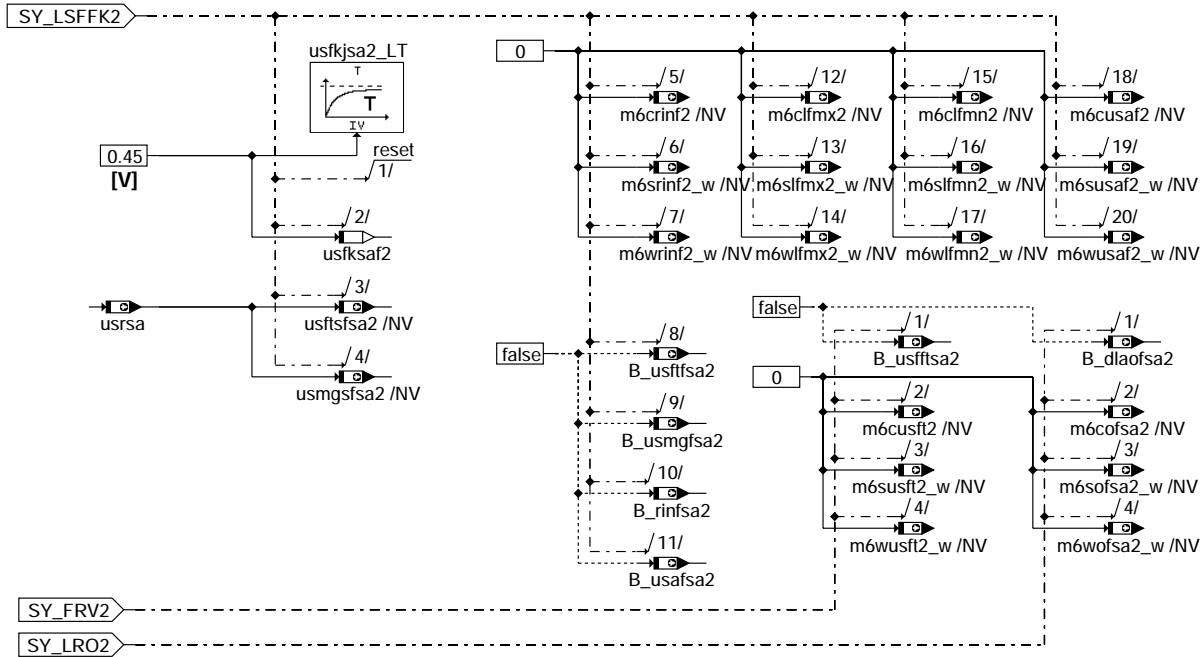 SY_LSFFK2
usfkjsa2_LT
T
T
IV
0
0.45
[V]
reset
1/
2/
usfksaf2
usrsa
3/
usftsfsa2 /NV
4/
usmgsfsa2 /NV
5/
m6crinf2 /NV
12/
m6clfmx2 /NV
15/
m6clfmn2 /NV
18/
m6cusaf2 /NV
6/
m6srinf2_w /NV
13/
m6slfmx2_w /NV
16/
m6slfmn2_w /NV
19/
m6susaf2_w /NV
7/
m6wrinf2_w /NV
14/
m6wlfmx2_w /NV
17/
m6wlfmn2_w /NV
20/
m6wusaf2_w /NV
false
8/
B_usftfsa2
9/
B_usmgfsa2
10/
B_rinfsa2
11/
B_usafsa2
false
1/
B_usfftsa2
1/
B_dlaofsa2
0
2/
m6cusft2 /NV
2/
m6cofsa2 /NV
3/
m6susft2_w /NV
3/
m6sofsa2_w /NV
4/
m6wusft2_w /NV
4/
m6wofsa2_w /NV
SY_FRV2
SY_LRO2